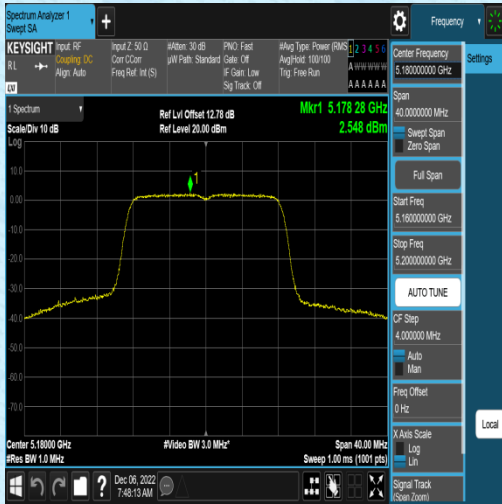 Spectrum Analyzer 1
Swept SA
Frequency
Settings
KEYSIGHT
RL
Input: RF
Coupling: DC
Align: Auto
Input Z: 50 Ω
Corr CCorr
Freq Ref: Int (S)
#Atten: 30 dB
µW Path: Standard
PNO: Fast
Gate: Off
IF Gain: Low
Sig Track: Off
#Avg Type: Power (RMS
Avg|Hold: 100/100
Trig: Free Run
1 2 3 4 5 6
A W W W W W
A A A A A A
LXI
1 Spectrum
Scale/Div 10 dB
Log
Ref Lvl Offset 12.78 dB
Ref Level 20.00 dBm
Mkr1 5.178 28 GHz
2.548 dBm
1
10.0
0.00
-10.0
-20.0
-30.0
-40.0
-50.0
-60.0
-70.0
Center 5.18000 GHz
#Res BW 1.0 MHz
#Video BW 3.0 MHz*
Span 40.00 MHz
Sweep 1.00 ms (1001 pts)
Dec 06, 2022
7:48:13 AM
Center Frequency
5.180000000 GHz
Span
40.0000000 MHz
Swept Span
Zero Span
Full Span
Start Freq
5.160000000 GHz
Stop Freq
5.200000000 GHz
AUTO TUNE
CF Step
4.000000 MHz
Auto
Man
Freq Offset
0 Hz
X Axis Scale
Log
Lin
Signal Track
(Span Zoom)
Local